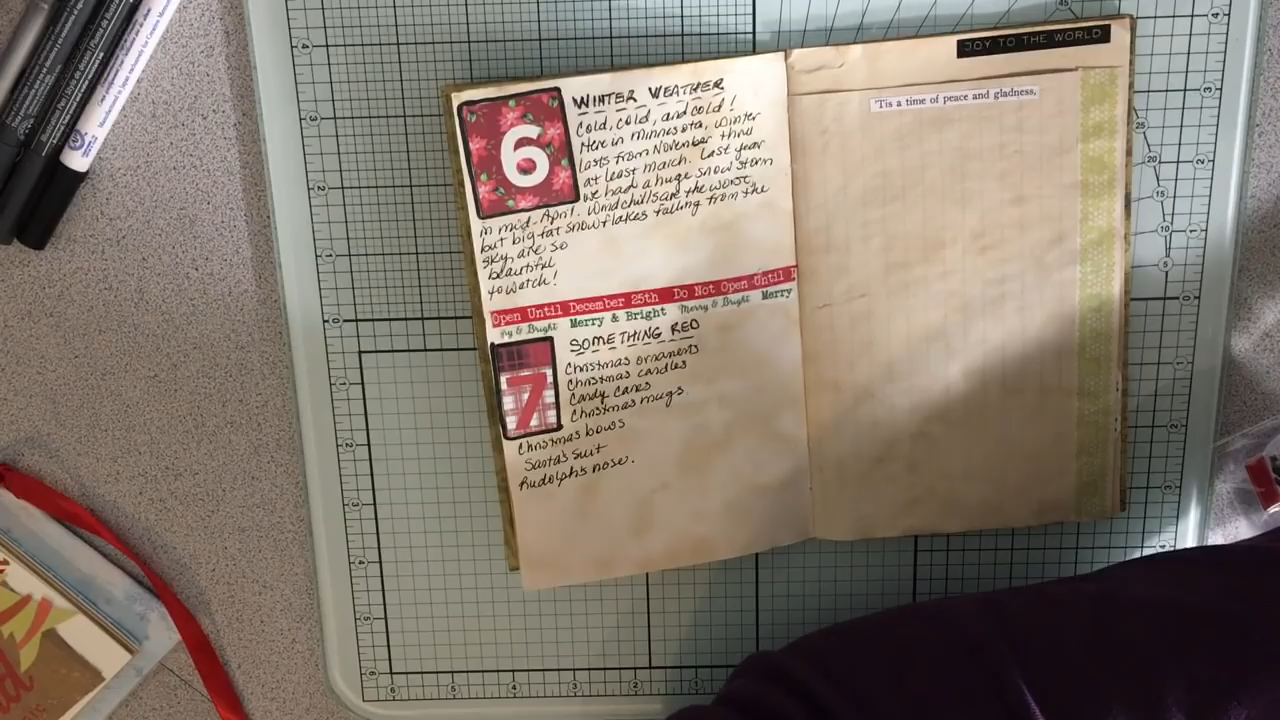 6
WINTER WEATHER
Cold, cold, and cold!
Here in Minnesota, winter
lasts from November thru
at least march. Last year
we had a huge snow storm
in mid-April. Windchills are the worst,
but big fat snowflakes falling from the
sky, are so
beautiful
to watch!
Open Until December 25th Do Not Open Until
ry & Bright Merry & Bright Merry & Bright Merry
7
SOMETHING RED
Christmas ornaments
Christmas candles
Candy canes
Christmas mugs.
Christmas bows
Santa's suit
Rudolph's nose.
JOY TO THE WORLD
'Tis a time of peace and gladness,